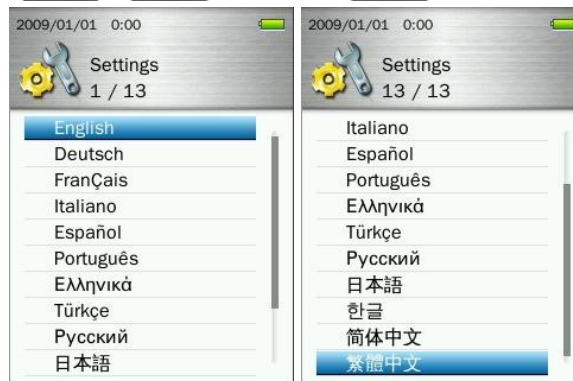 2009/01/01 0:00
Settings
1 / 13
English
Deutsch
FranÇais
Italiano
Español
Português
Ελληνικά
Türkçe
Русский
日本語
2009/01/01 0:00
Settings
13 / 13
Italiano
Español
Português
Ελληνικά
Türkçe
Русский
日本語
한글
简体中文
繁體中文